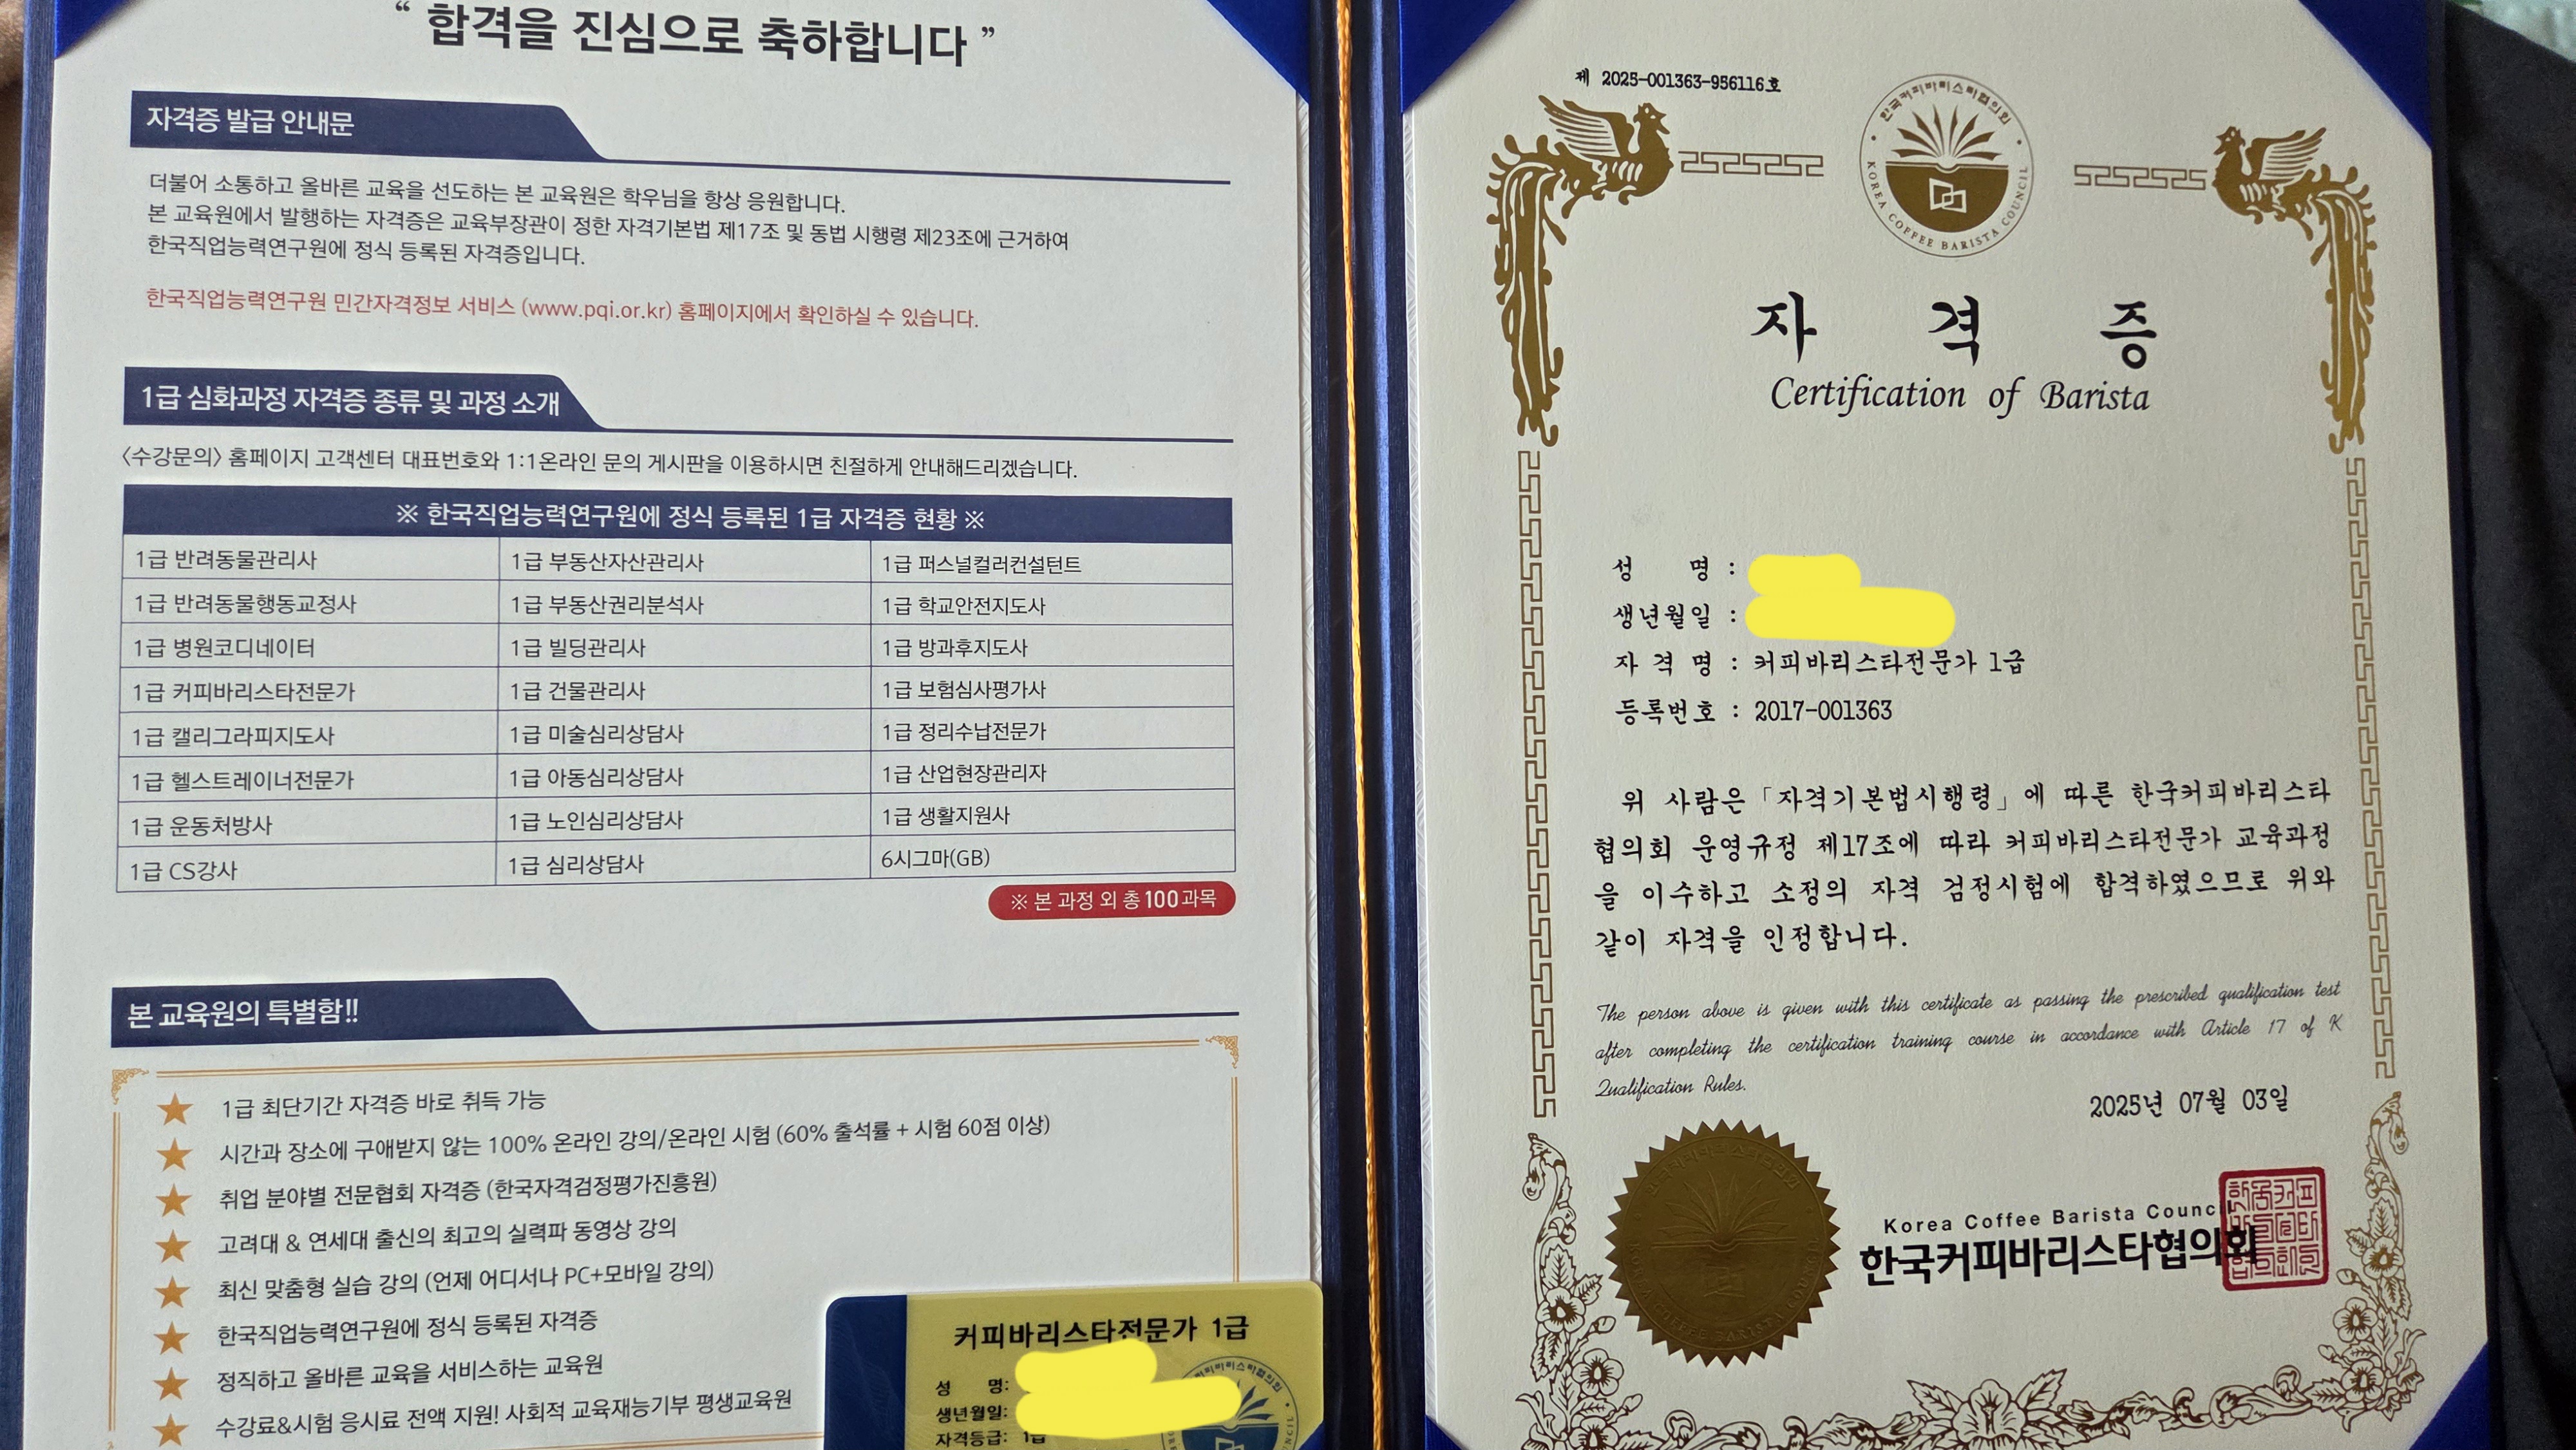 “ 합격을 진심으로 축하합니다 ”
자격증 발급 안내문
더불어 소통하고 올바른 교육을 선도하는 본 교육원은 학우님을 항상 응원합니다.
본 교육원에서 발행하는 자격증은 교육부장관이 정한 자격기본법 제17조 및 동법 시행령 제23조에 근거하여
한국직업능력연구원에 정식 등록된 자격증입니다.
한국직업능력연구원 민간자격정보 서비스 (www.pqi.or.kr) 홈페이지에서 확인하실 수 있습니다.
1급 심화과정 자격증 종류 및 과정 소개
〈수강문의〉 홈페이지 고객센터 대표번호와 1:1온라인 문의 게시판을 이용하시면 친절하게 안내해드리겠습니다.
※ 한국직업능력연구원에 정식 등록된 1급 자격증 현황 ※
1급 반려동물관리사 1급 부동산자산관리사 1급 퍼스널컬러컨설턴트
1급 반려동물행동교정사 1급 부동산권리분석사 1급 학교안전지도사
1급 병원코디네이터 1급 빌딩관리사 1급 방과후지도사
1급 커피바리스타전문가 1급 건물관리사 1급 보험심사평가사
1급 캘리그라피지도사 1급 미술심리상담사 1급 정리수납전문가
1급 헬스트레이너전문가 1급 아동심리상담사 1급 산업현장관리자
1급 운동처방사 1급 노인심리상담사 1급 생활지원사
1급 CS강사 1급 심리상담사 6시그마(GB)
※ 본 과정 외 총 100과목
본 교육원의 특별함!!
★ 1급 최단기간 자격증 바로 취득 가능
★ 시간과 장소에 구애받지 않는 100% 온라인 강의/온라인 시험 (60% 출석률 + 시험 60점 이상)
★ 취업 분야별 전문협회 자격증 (한국자격검정평가진흥원)
★ 고려대 & 연세대 출신의 최고의 실력파 동영상 강의
★ 최신 맞춤형 실습 강의 (언제 어디서나 PC+모바일 강의)
★ 한국직업능력연구원에 정식 등록된 자격증
★ 정직하고 올바른 교육을 서비스하는 교육원
★ 수강료&시험 응시료 전액 지원! 사회적 교육재능기부 평생교육원
커피바리스타전문가 1급
성 명:
생년월일:
자격등급: 1급
제 2025-001363-956116호
한국커피바리스타협의회
KOREA COFFEE BARISTA COUNCIL
자 격 증
Certification of Barista
성 명 :
생년월일 :
자 격 명 : 커피바리스타전문가 1급
등록번호 : 2017-001363
위 사람은 「자격기본법시행령」에 따른 한국커피바리스타
협의회 운영규정 제17조에 따라 커피바리스타전문가 교육과정
을 이수하고 소정의 자격 검정시험에 합격하였으므로 위와
같이 자격을 인정합니다.
The person above is given with this certificate as passing the prescribed qualification test
after completing the certification training course in accordance with Article 17 of K
Qualification Rules.
2025년 07월 03일
Korea Coffee Barista Council
한국커피바리스타협의회